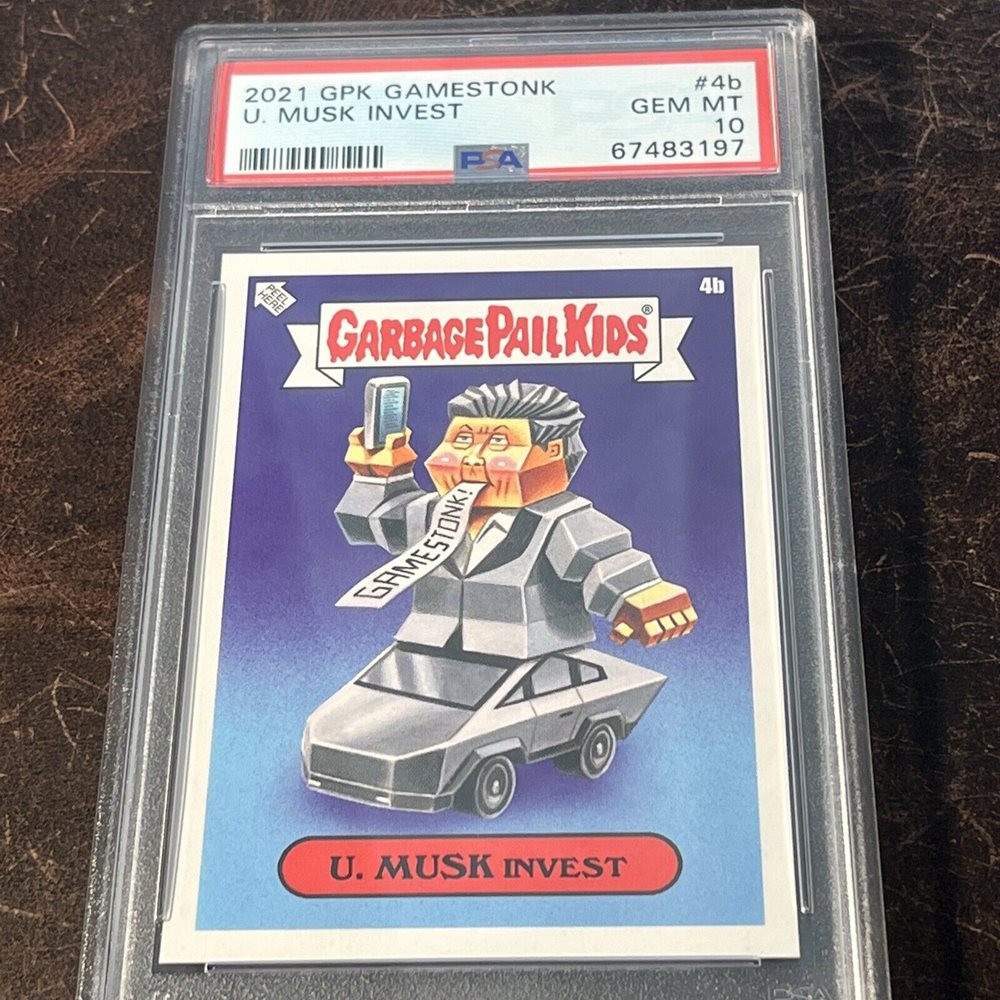 2021 GPK GAMESTONK #4b
U. MUSK INVEST GEM MT
10
PSA 67483197
PEEL HERE
4b
GARBAGE PAIL KIDS®
GAMESTONK!
U. MUSK INVEST
PSA